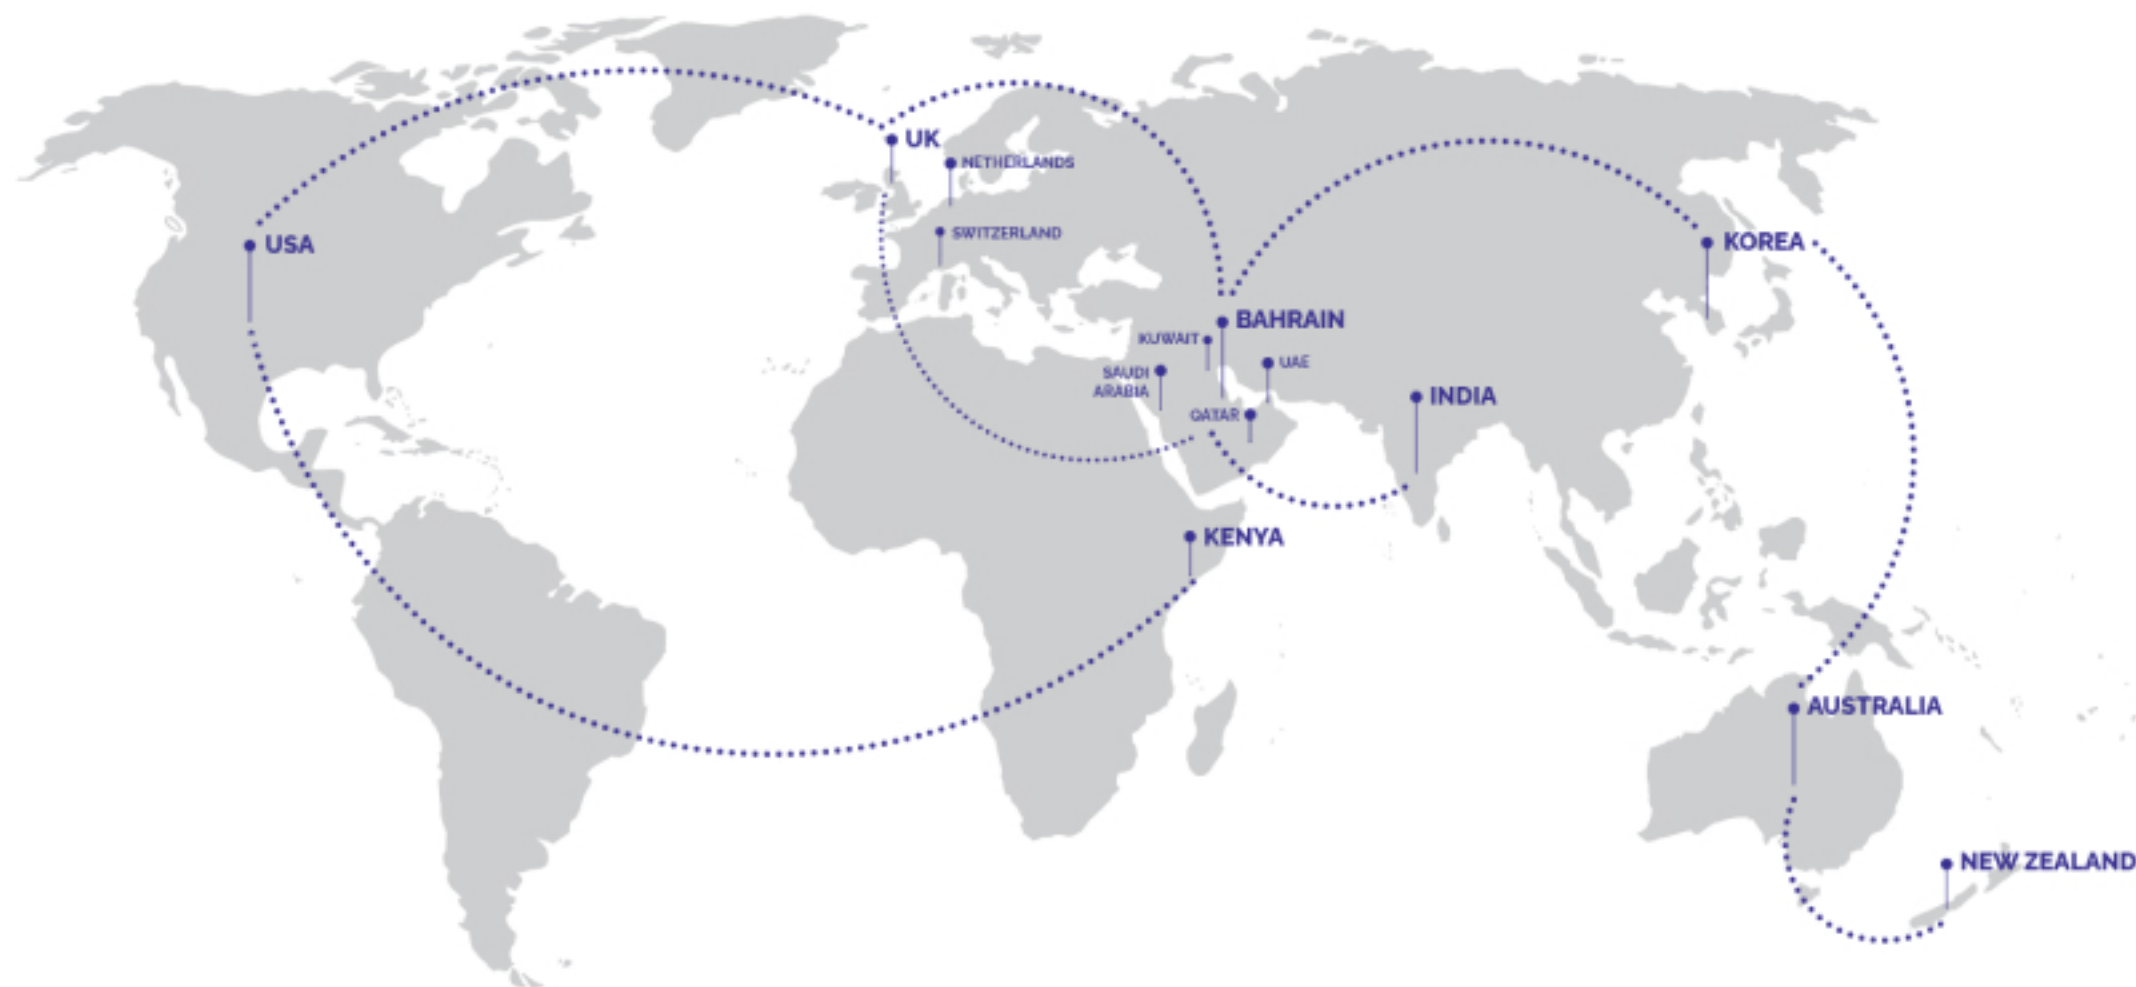 UK
NETHERLANDS
USA
SWITZERLAND
KOREA
BAHRAIN
KUWAIT
UAE
SAUDI
ARABIA
INDIA
QATAR
KENYA
AUSTRALIA
NEW ZEALAND